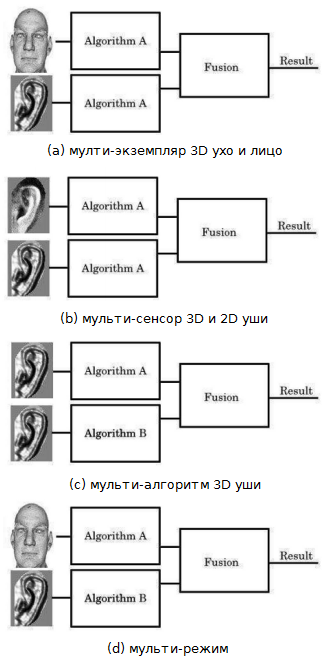 Algorithm A
Fusion
Result
Algorithm A
(a) мулти-экземпляр 3D ухо и лицо
Algorithm A
Fusion
Result
Algorithm A
(b) мульти-сенсор 3D и 2D уши
Algorithm A
Fusion
Result
Algorithm B
(c) мульти-алгоритм 3D уши
Algorithm A
Fusion
Result
Algorithm B
(d) мульти-режим